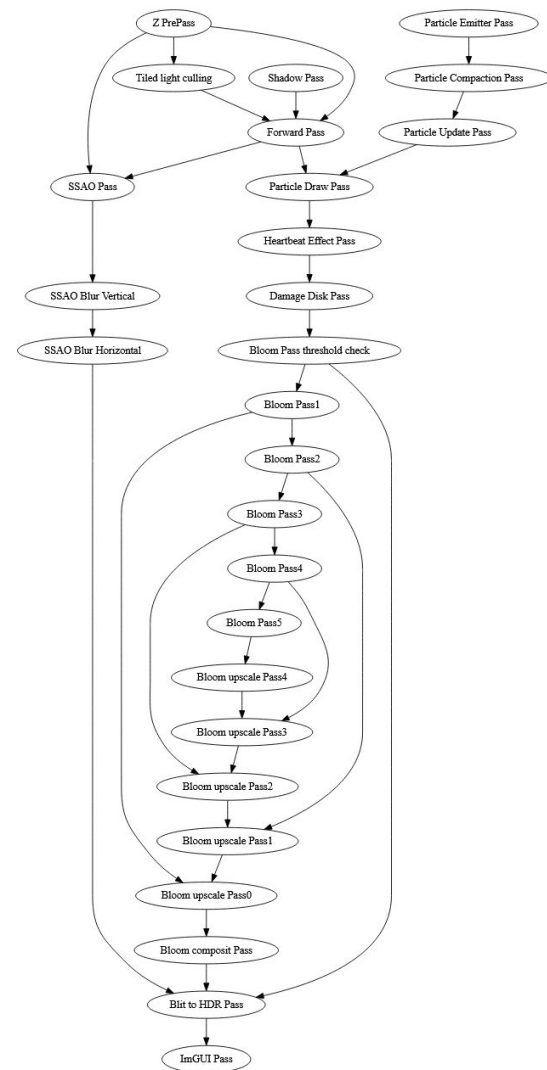 Z PrePass
Particle Emitter Pass
Tiled light culling
Shadow Pass
Particle Compaction Pass
Forward Pass
Particle Update Pass
SSAO Pass
Particle Draw Pass
Heartbeat Effect Pass
SSAO Blur Vertical
Damage Disk Pass
SSAO Blur Horizontal
Bloom Pass threshold check
Bloom Pass1
Bloom Pass2
Bloom Pass3
Bloom Pass4
Bloom Pass5
Bloom upscale Pass4
Bloom upscale Pass3
Bloom upscale Pass2
Bloom upscale Pass1
Bloom upscale Pass0
Bloom composit Pass
Blit to HDR Pass
ImGUI Pass